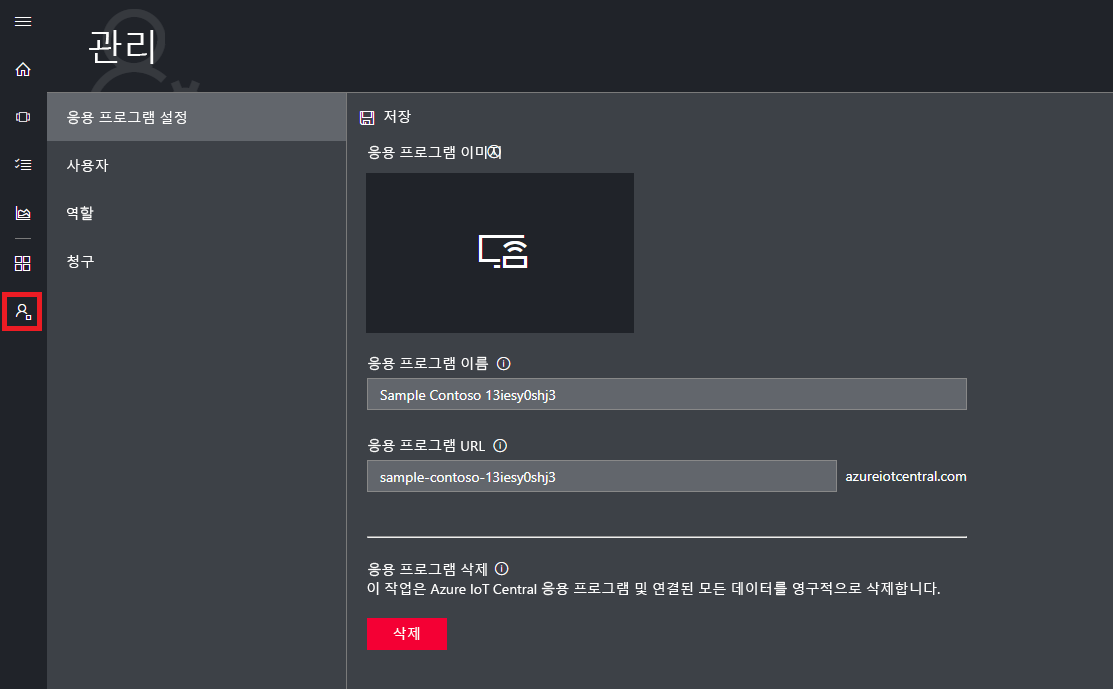 관리
응용 프로그램 설정
사용자
역할
청구
저장
응용 프로그램 이미지
응용 프로그램 이름
Sample Contoso 13iesy0shj3
응용 프로그램 URL
sample-contoso-13iesy0shj3 azureiotcentral.com
응용 프로그램 삭제
이 작업은 Azure IoT Central 응용 프로그램 및 연결된 모든 데이터를 영구적으로 삭제합니다.
삭제